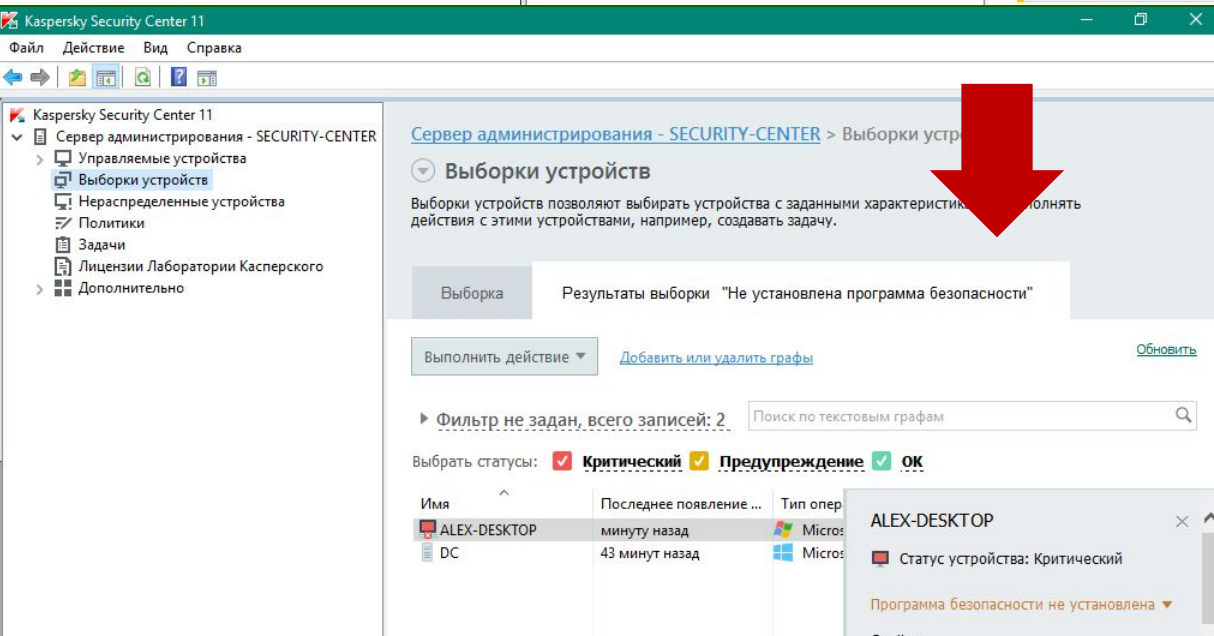 Kaspersky Security Center 11
Файл Действие Вид Справка
Kaspersky Security Center 11
Сервер администрирования - SECURITY-CENTER
Управляемые устройства
Выборки устройств
Нераспределенные устройства
Политики
Задачи
Лицензии Лаборатории Касперского
Дополнительно
Сервер администрирования - SECURITY-CENTER > Выборки устр
Выборки устройств
Выборки устройств позволяют выбирать устройства с заданными характеристик
действия с этими устройствами, например, создавать задачу.
Выборка Результаты выборки "Не установлена программа безопасности"
Выполнить действие Добавить или удалить графы Обновить
Фильтр не задан, всего записей: 2 Поиск по текстовым графам
Выбрать статусы: Критический Предупреждение ОК
Имя Последнее появление ... Тип опер
ALEX-DESKTOP минуту назад Micros
DC 43 минут назад Micros
ALEX-DESKTOP
Статус устройства: Критический
Программа безопасности не установлена